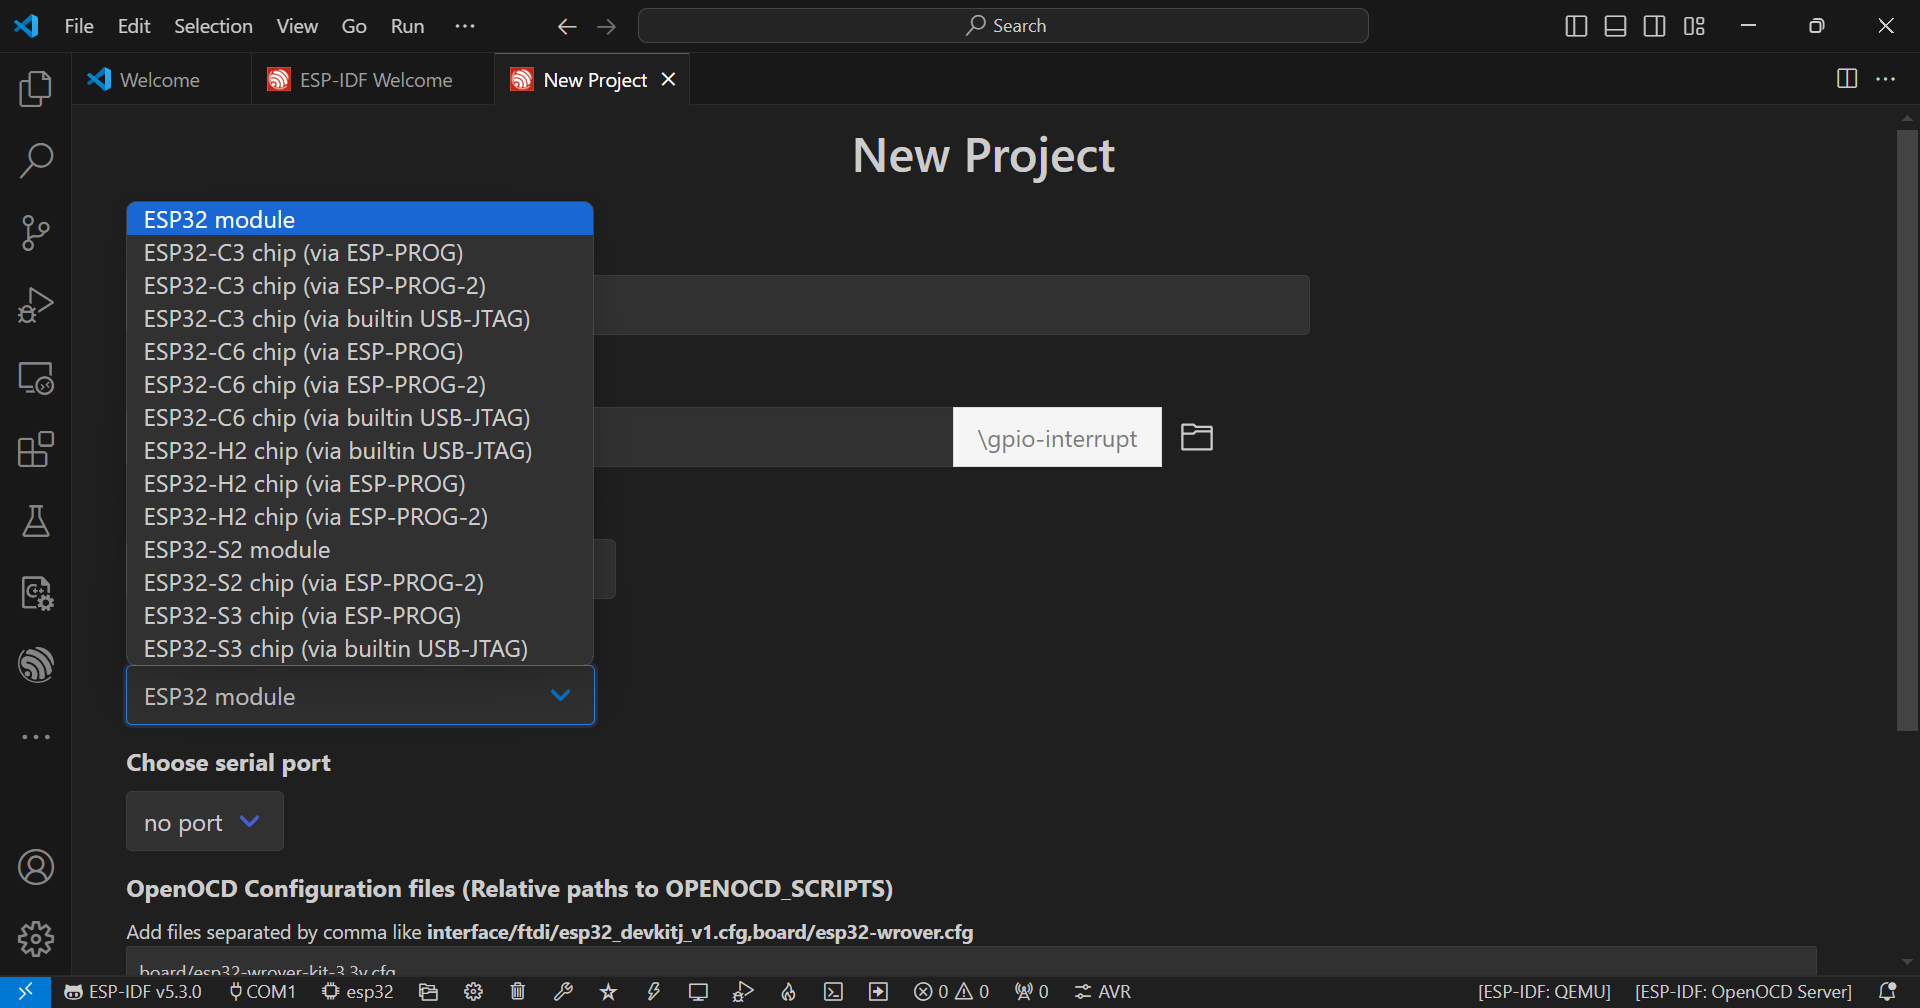 File Edit Selection View Go Run
Search
Welcome
ESP-IDF Welcome
New Project
New Project
ESP32 module
ESP32-C3 chip (via ESP-PROG)
ESP32-C3 chip (via ESP-PROG-2)
ESP32-C3 chip (via builtin USB-JTAG)
ESP32-C6 chip (via ESP-PROG)
ESP32-C6 chip (via ESP-PROG-2)
ESP32-C6 chip (via builtin USB-JTAG)
ESP32-H2 chip (via builtin USB-JTAG)
ESP32-H2 chip (via ESP-PROG)
ESP32-H2 chip (via ESP-PROG-2)
ESP32-S2 module
ESP32-S2 chip (via ESP-PROG-2)
ESP32-S3 chip (via ESP-PROG)
ESP32-S3 chip (via builtin USB-JTAG)
\gpio-interrupt
ESP32 module
Choose serial port
no port
OpenOCD Configuration files (Relative paths to OPENOCD_SCRIPTS)
Add files separated by comma like interface/ftdi/esp32_devkitj_v1.cfg,board/esp32-wrover.cfg
board/esp32-wrover-kit-3.3v.cfg
ESP-IDF v5.3.0 COM1 esp32 0 0 0 AVR [ESP-IDF: QEMU] [ESP-IDF: OpenOCD Server]